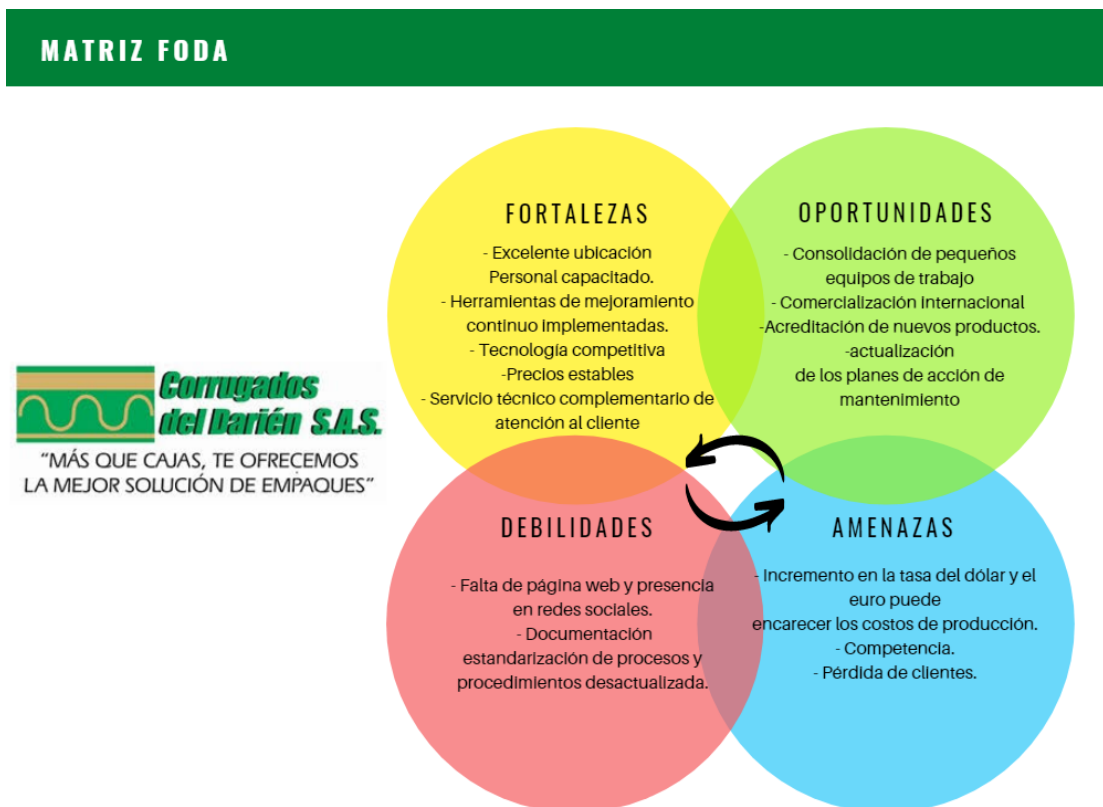 MATRIZ FODA
Corrugados
del Darién S.A.S.
“MÁS QUE CAJAS, TE OFRECEMOS
LA MEJOR SOLUCIÓN DE EMPAQUES”
FORTALEZAS
- Excelente ubicación
Personal capacitado.
- Herramientas de mejoramiento
continuo implementadas.
- Tecnología competitiva
-Precios estables
- Servicio técnico complementario de
atención al cliente
OPORTUNIDADES
- Consolidación de pequeños
equipos de trabajo
- Comercialización internacional
-Acreditación de nuevos productos.
-actualización
de los planes de acción de
mantenimiento
DEBILIDADES
- Falta de página web y presencia
en redes sociales.
- Documentación
estandarización de procesos y
procedimientos desactualizada.
AMENAZAS
- Incremento en la tasa del dólar y el
euro puede
encarecer los costos de producción.
- Competencia.
- Pérdida de clientes.